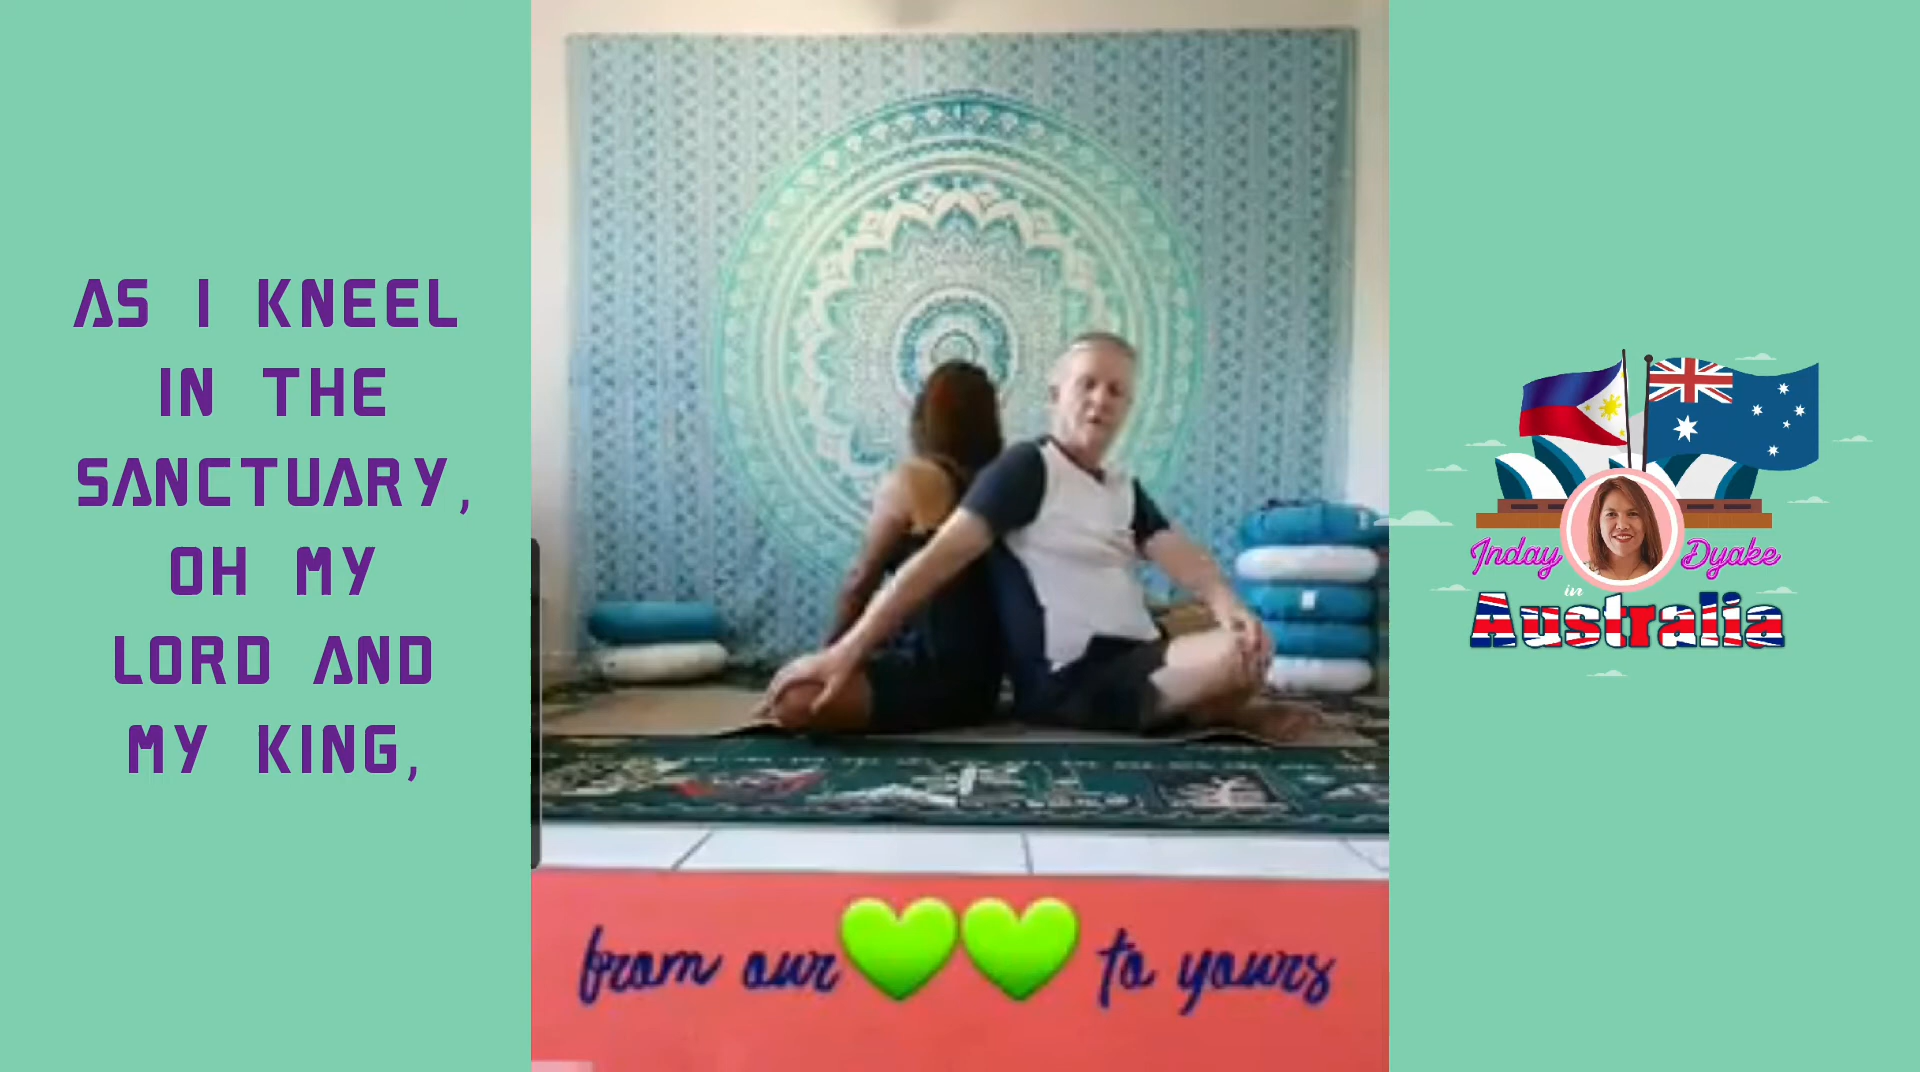 AS I KNEEL
IN THE
SANCTUARY,
OH MY
LORD AND
MY KING,
from our 💚💚 to yours
Inday Dyake
in
Australia